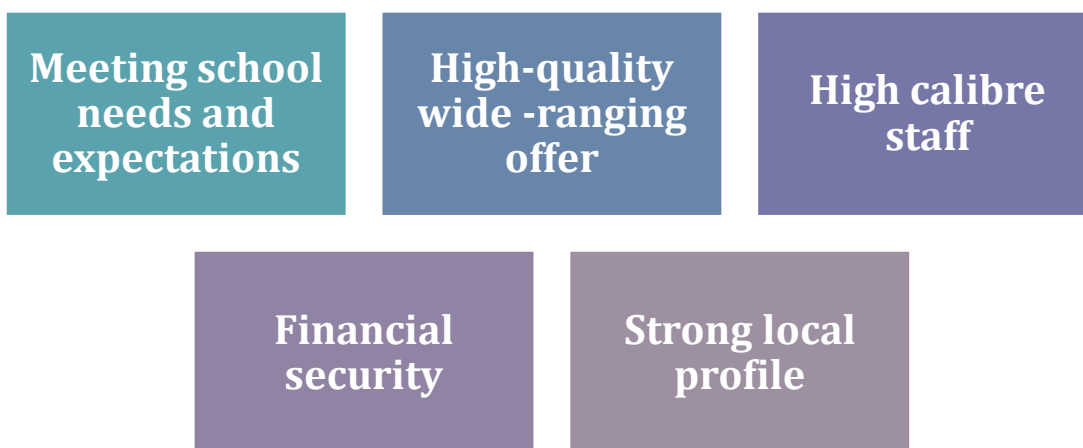 Meeting school
needs and
expectations
High-quality
wide -ranging
offer
High calibre
staff
Financial
security
Strong local
profile